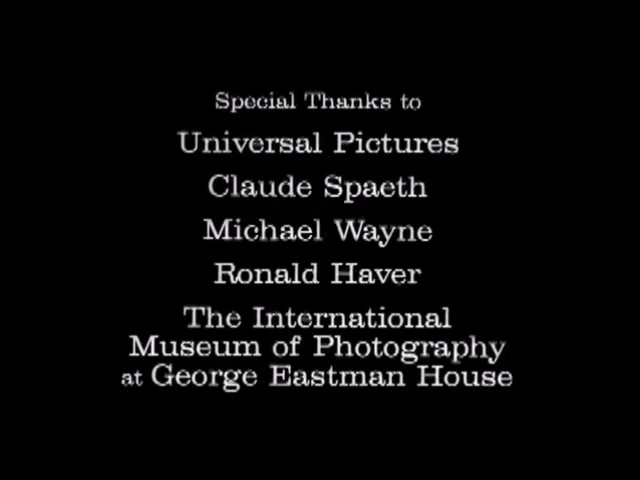 Special Thanks to
Universal Pictures
Claude Spaeth
Michael Wayne
Ronald Haver
The International
Museum of Photography
at George Eastman House